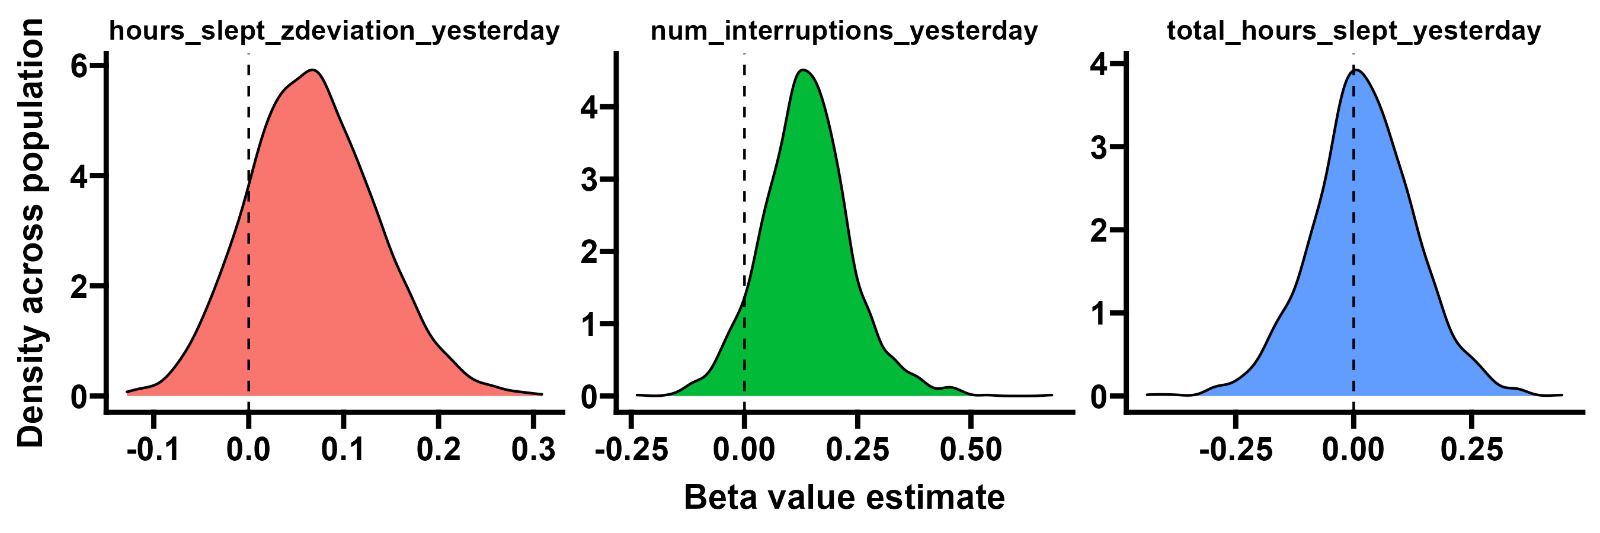 hours_slept_zdeviation_yesterday
num_interruptions_yesterday
total_hours_slept_yesterday
Density across population
6
4
2
0
-0.1 0.0 0.1 0.2 0.3
4
3
2
1
0
-0.25 0.00 0.25 0.50
4
3
2
1
0
-0.25 0.00 0.25
Beta value estimate